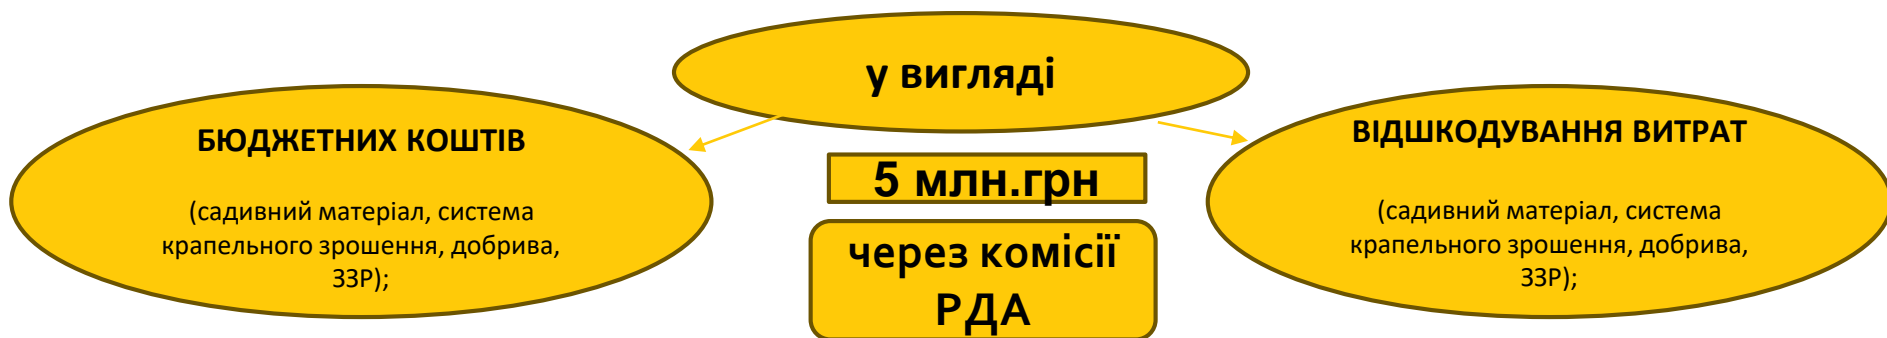 у вигляді
БЮДЖЕТНИХ КОШТІВ
(садивний матеріал, система
крапельного зрошення, добрива,
ЗЗР);
5 млн.грн
через комісії
РДА
ВІДШКОДУВАННЯ ВИТРАТ
(садивний матеріал, система
крапельного зрошення, добрива,
ЗЗР);